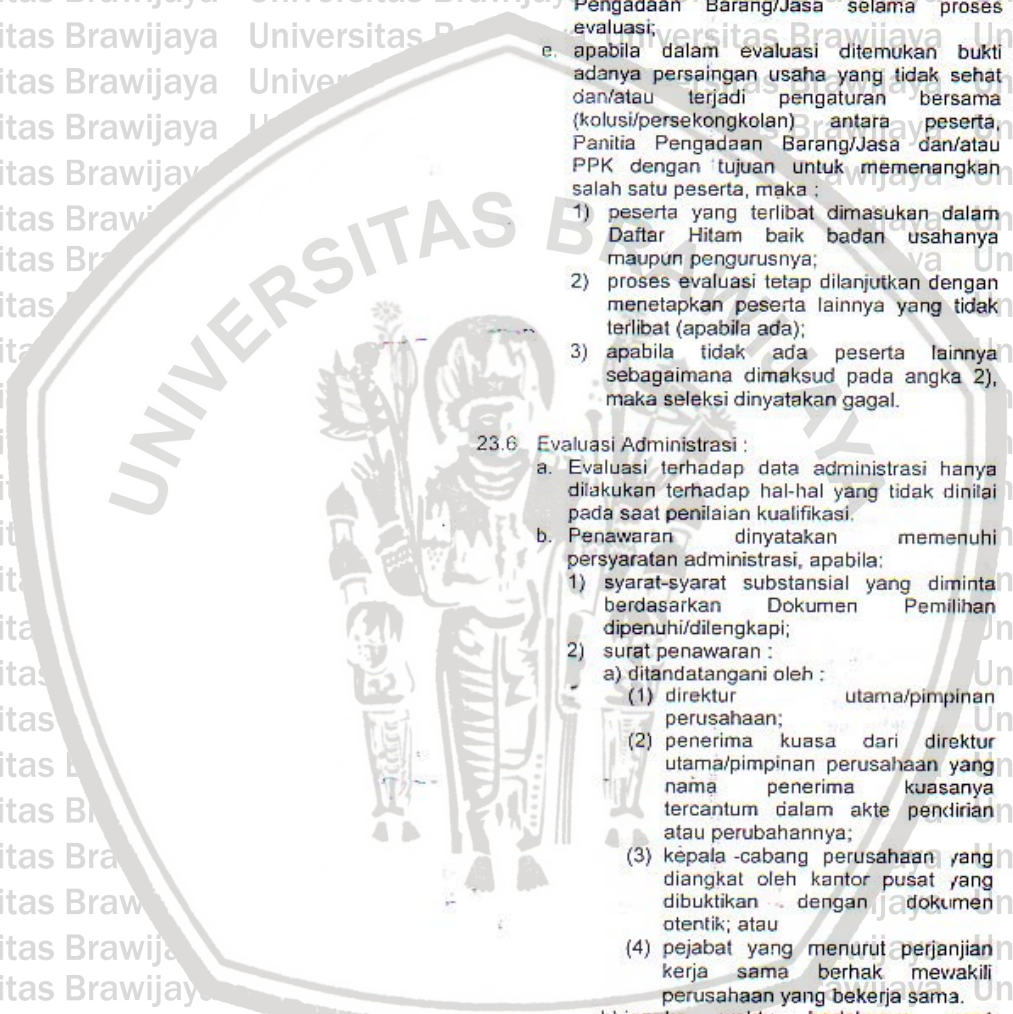 Pengadaan Barang/Jasa selama proses
evaluasi;
e. apabila dalam evaluasi ditemukan bukti
adanya persaingan usaha yang tidak sehat
dan/atau terjadi pengaturan bersama
(kolusi/persekongkolan) antara peserta,
Panitia Pengadaan Barang/Jasa dan/atau
PPK dengan tujuan untuk memenangkan
salah satu peserta, maka :
1) peserta yang terlibat dimasukan dalam
Daftar Hitam baik badan usahanya
maupun pengurusnya;
2) proses evaluasi tetap dilanjutkan dengan
menetapkan peserta lainnya yang tidak
terlibat (apabila ada);
3) apabila tidak ada peserta lainnya
sebagaimana dimaksud pada angka 2),
maka seleksi dinyatakan gagal.
23.6 Evaluasi Administrasi :
a. Evaluasi terhadap data administrasi hanya
dilakukan terhadap hal-hal yang tidak dinilai
pada saat penilaian kualifikasi.
b. Penawaran dinyatakan memenuhi
persyaratan administrasi, apabila:
1) syarat-syarat substansial yang diminta
berdasarkan Dokumen Pemilihan
dipenuhi/dilengkapi;
2) surat penawaran :
a) ditandatangani oleh :
(1) direktur utama/pimpinan
perusahaan;
(2) penerima kuasa dari direktur
utama/pimpinan perusahaan yang
nama penerima kuasanya
tercantum dalam akte pendirian
atau perubahannya;
(3) kepala -cabang perusahaan yang
diangkat oleh kantor pusat yang
dibuktikan dengan dokumen
otentik; atau
(4) pejabat yang menurut perjanjian
kerja sama berhak mewakili
perusahaan yang bekerja sama.
UNIVERSITAS BRAWIJAYA